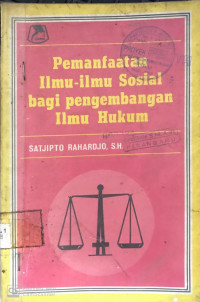 Pemanfaatan
Ilmu-ilmu Sosial
bagi pengembangan
Ilmu Hukum
SATJIPTO RAHARDJO, S.H.